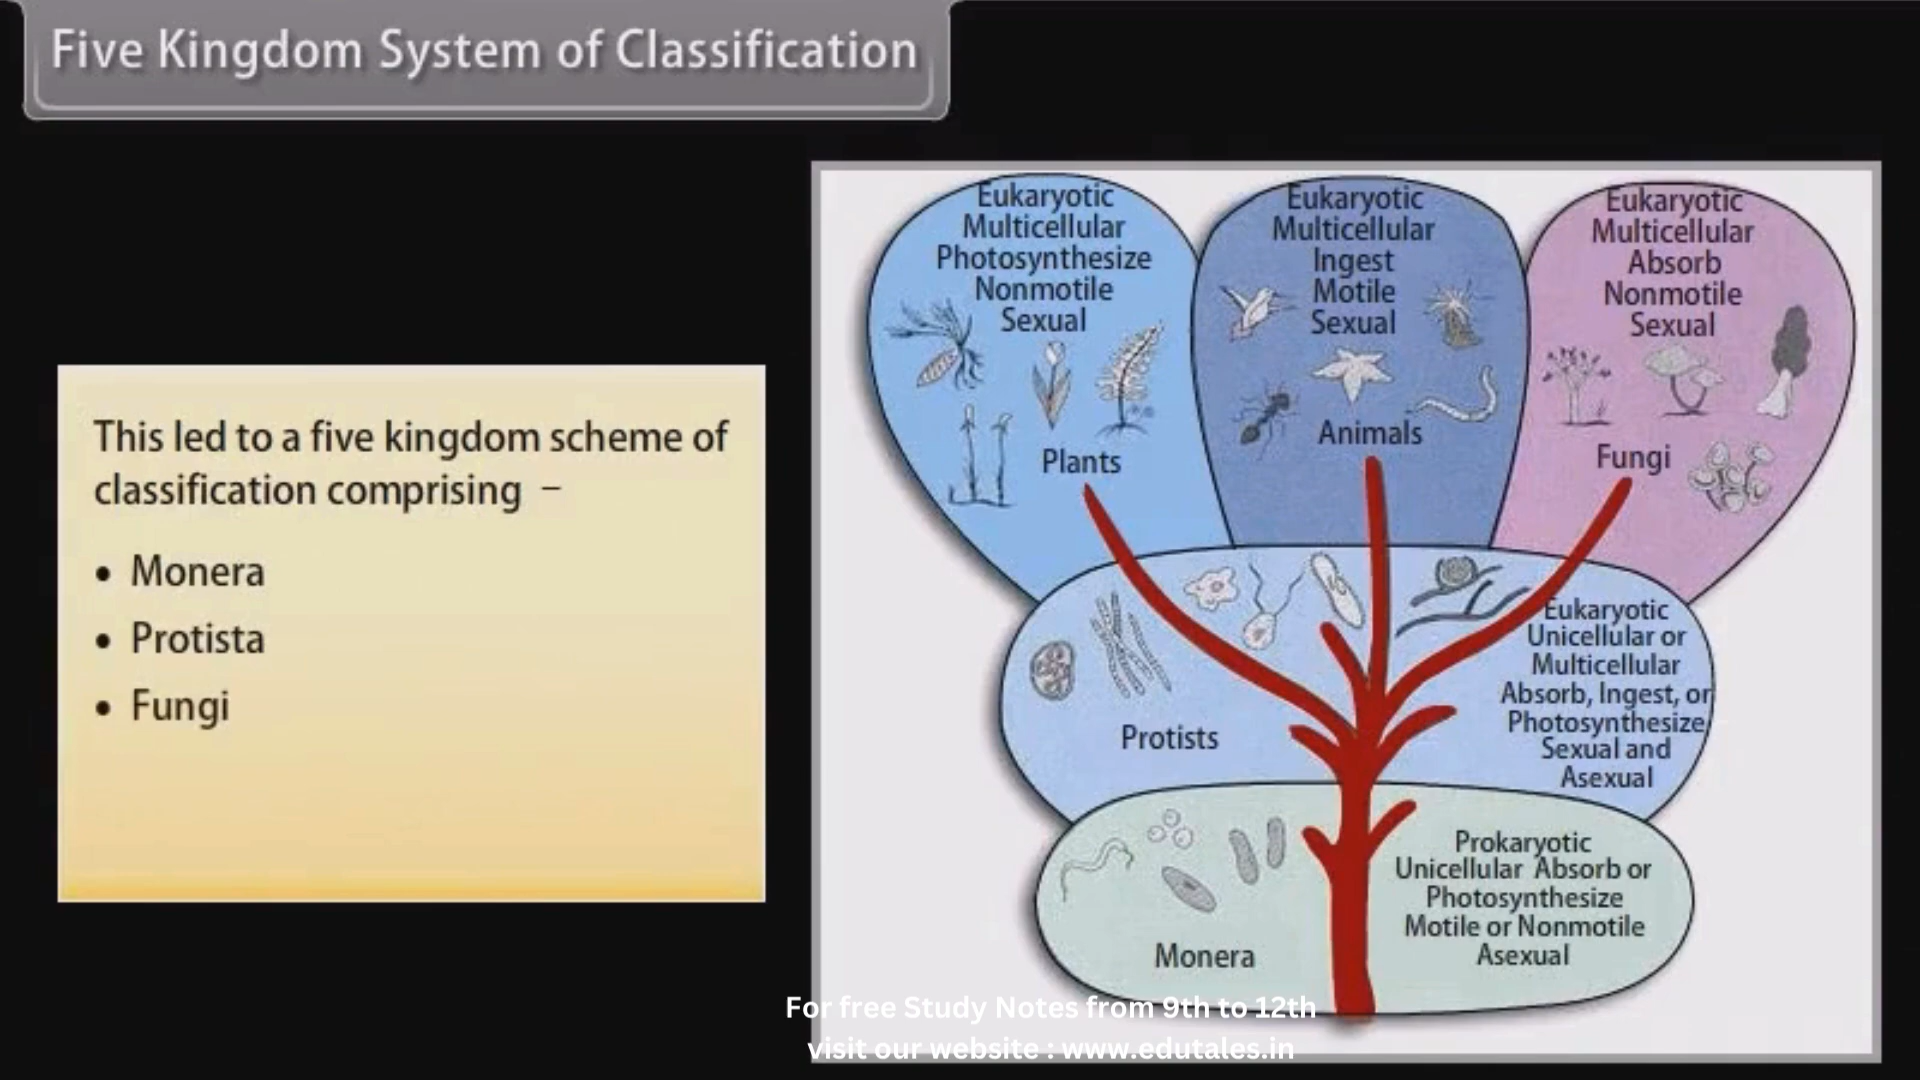 Five Kingdom System of Classification
This led to a five kingdom scheme of
classification comprising –
• Monera
• Protista
• Fungi
Eukaryotic
Multicellular
Photosynthesize
Nonmotile
Sexual
Plants
Eukaryotic
Multicellular
Ingest
Motile
Sexual
Animals
Eukaryotic
Multicellular
Absorb
Nonmotile
Sexual
Fungi
Protists
Eukaryotic
Unicellular or
Multicellular
Absorb, Ingest, or
Photosynthesize
Sexual and
Asexual
Monera
Prokaryotic
Unicellular Absorb or
Photosynthesize
Motile or Nonmotile
Asexual
For free Study Notes from 9th to 12th
visit our website : www.edutales.in